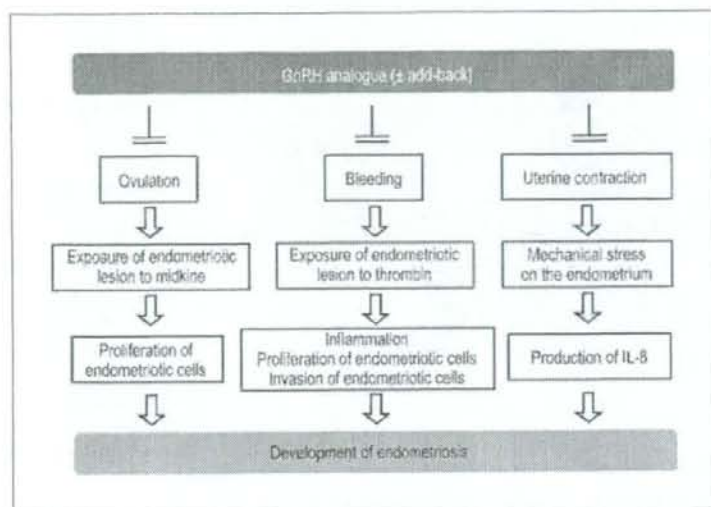 GnRH analogue (± add-back)
Ovulation
Bleeding
Uterine contraction
Exposure of endometriotic
lesion to midkine
Exposure of endometriotic
lesion to thrombin
Mechanical stress
on the endometrium
Proliferation of
endometriotic cells
Inflammation
Proliferation of endometriotic cells
Invasion of endometriotic cells
Production of IL-8
Development of endometriosis